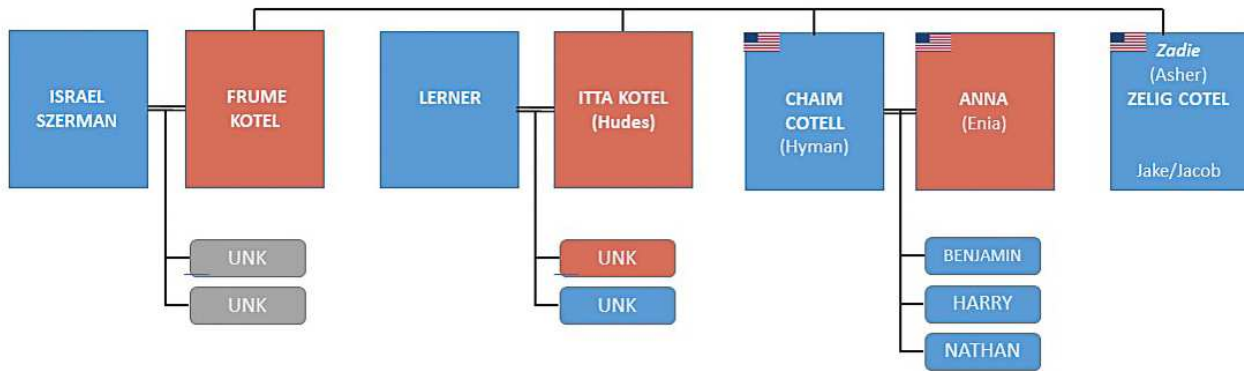 ISRAEL
SZERMAN
FRUME
KOTEL
LERNER
ITTA KOTEL
(Hudes)
CHAIM
COTELL
(Hyman)
ANNA
(Enia)
Zadie
(Asher)
ZELIG COTEL
Jake/Jacob
UNK
UNK
UNK
UNK
BENJAMIN
HARRY
NATHAN